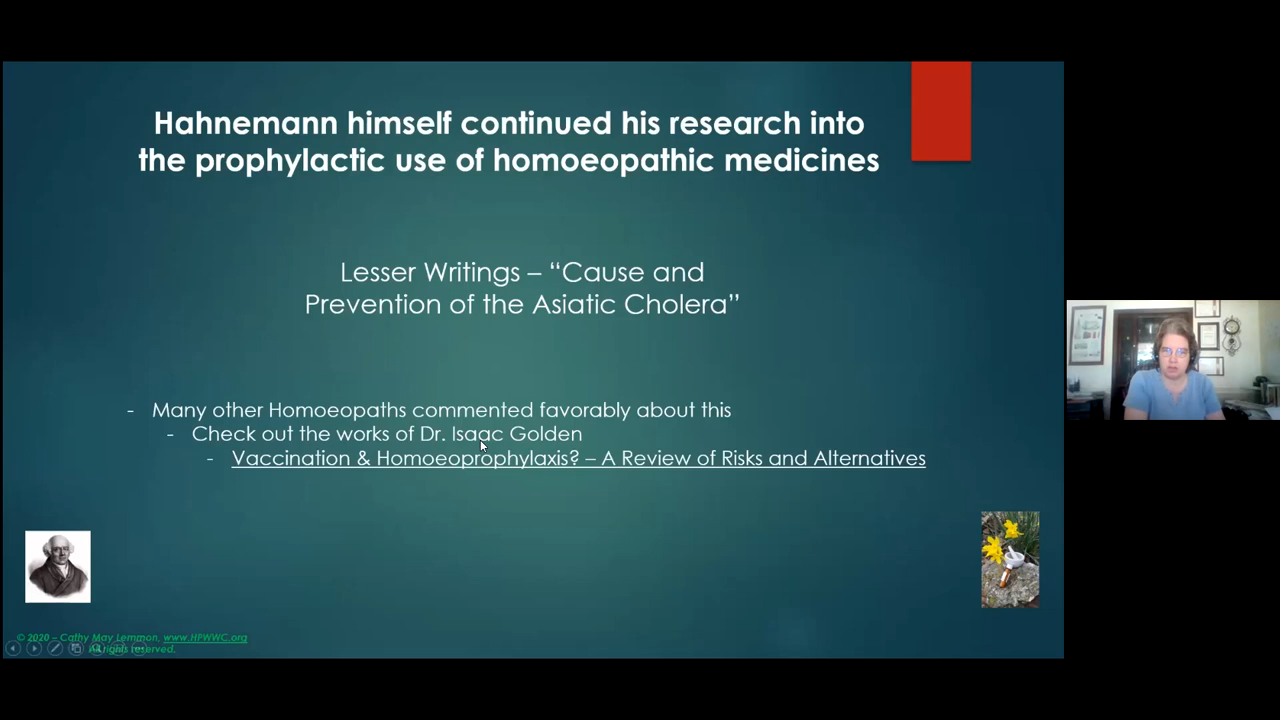 Hahnemann himself continued his research into
the prophylactic use of homoeopathic medicines
Lesser Writings – “Cause and
Prevention of the Asiatic Cholera”
- Many other Homoeopaths commented favorably about this
- Check out the works of Dr. Isaac Golden
- Vaccination & Homoeoprophylaxis? – A Review of Risks and Alternatives
© 2020 – Cathy May Lemmon, www.HPWWC.org
All rights reserved.